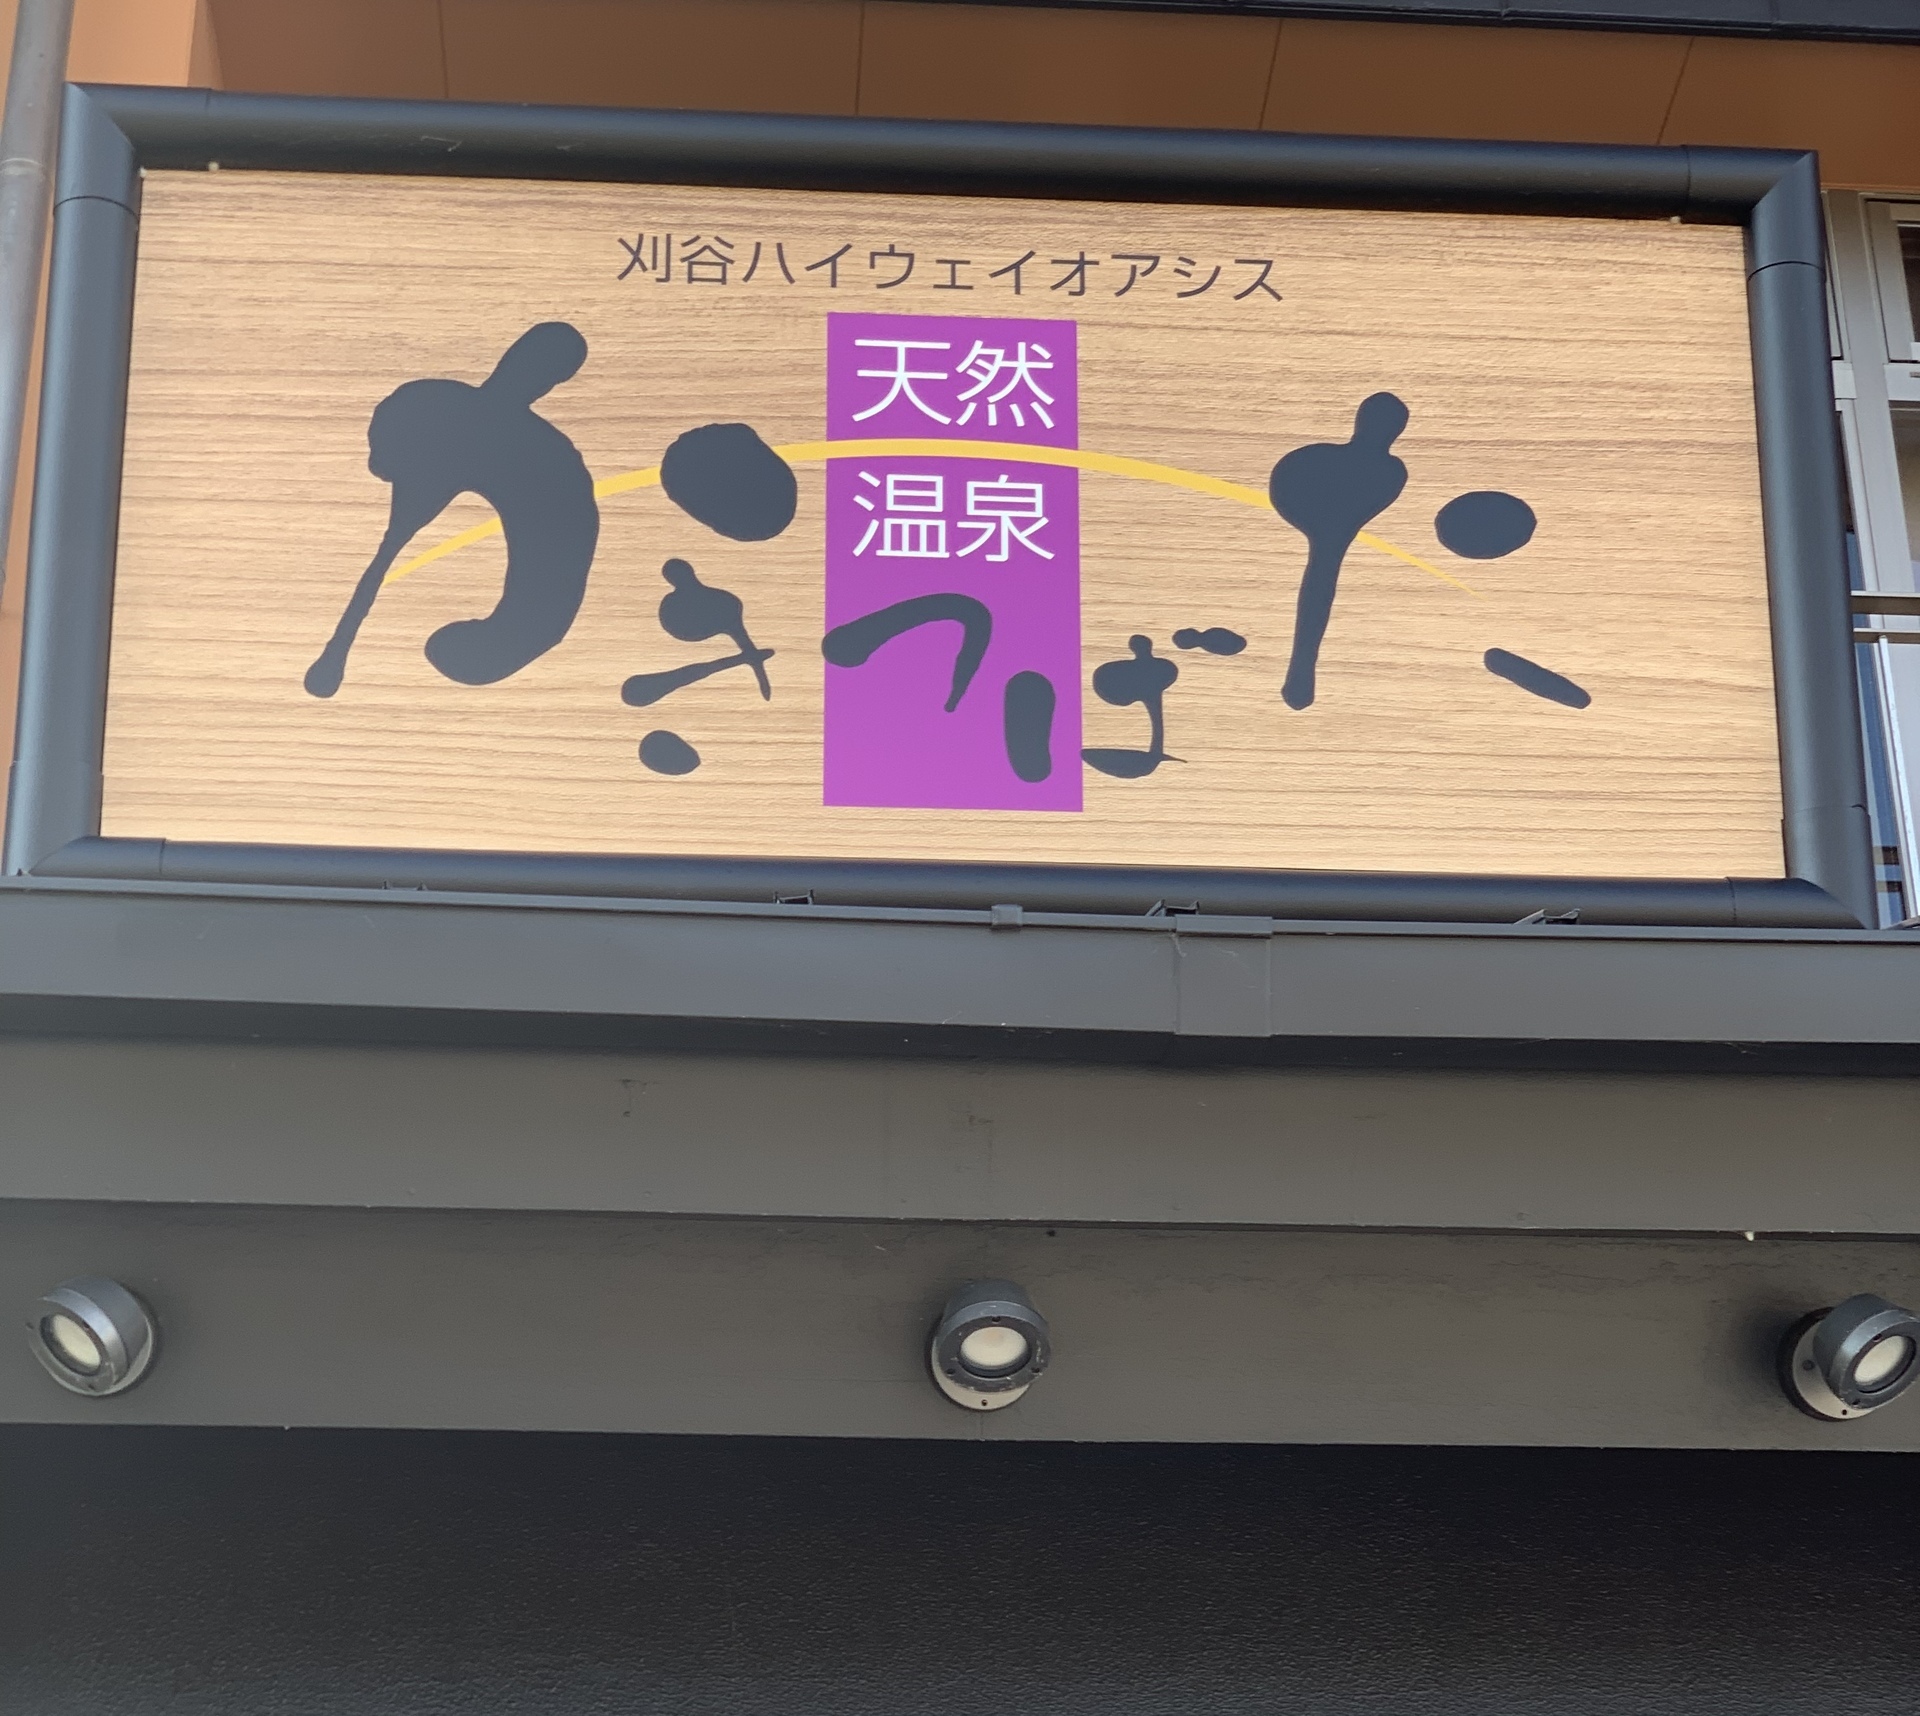 刈谷ハイウェイオアシス
天然
温泉
かきつばた